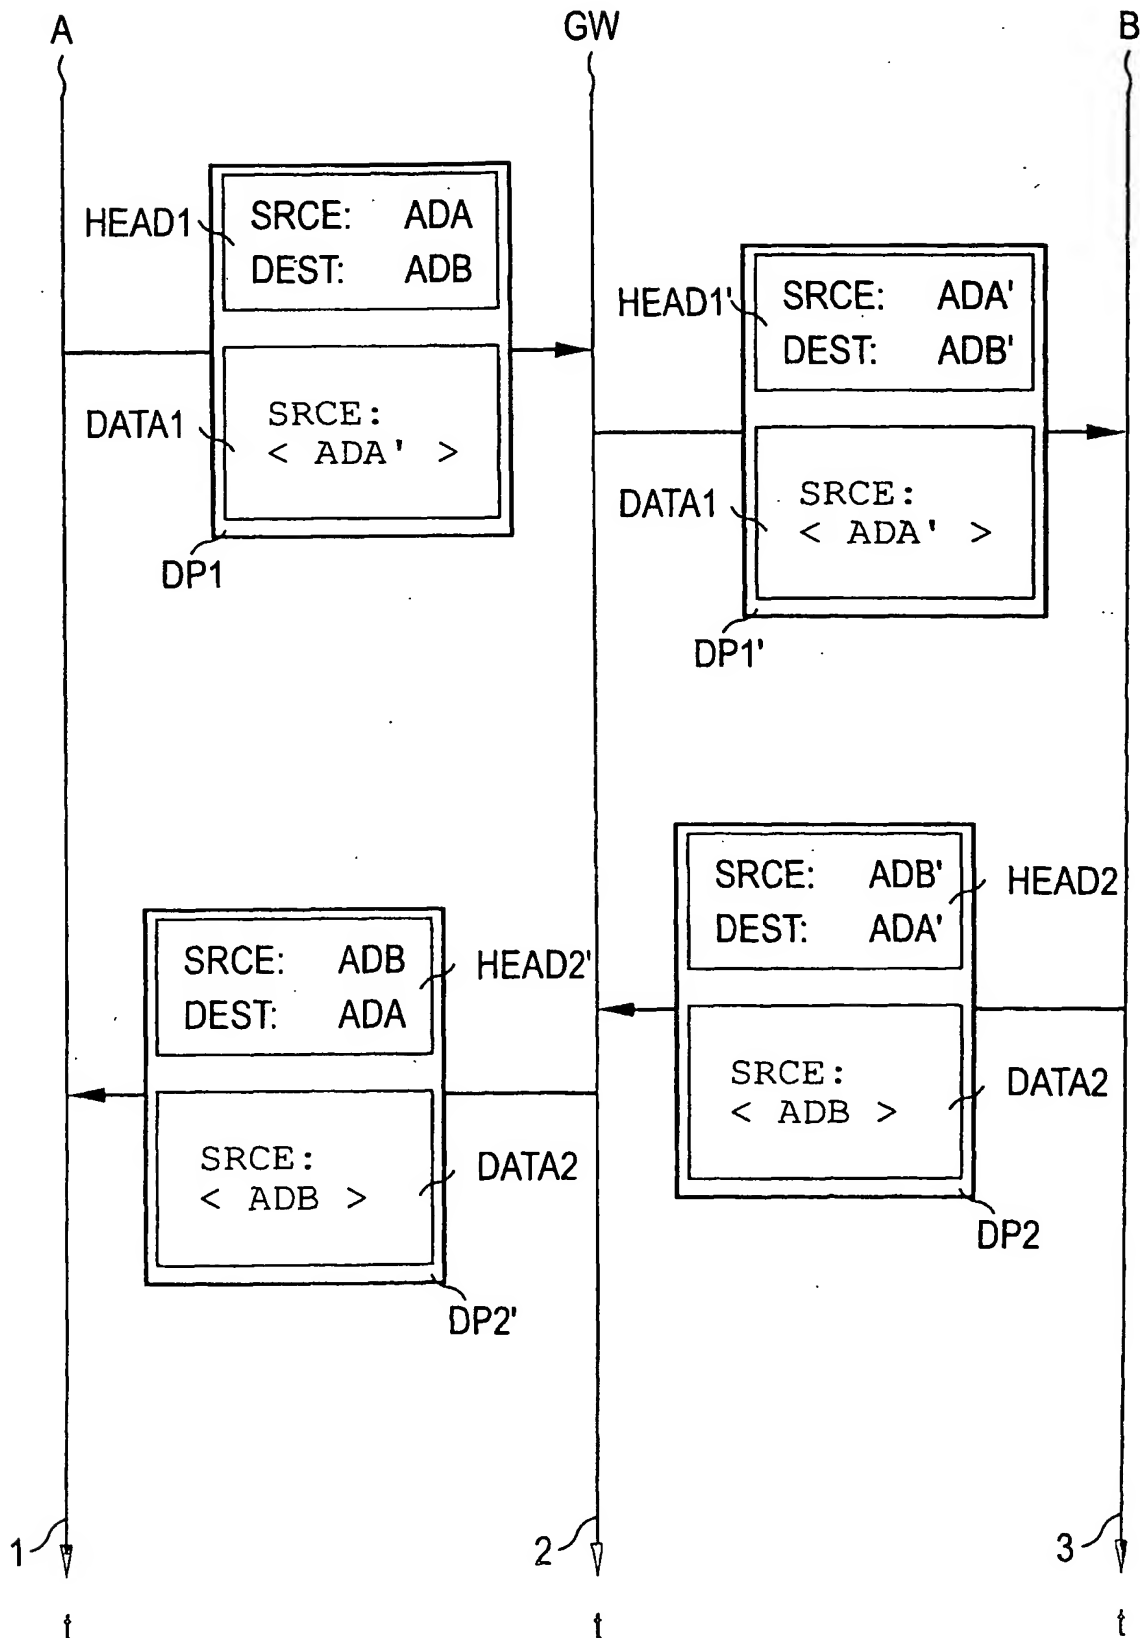 A
GW
B
HEAD1
SRCE: ADA
DEST: ADB
DATA1
SRCE:
< ADA' >
DP1
HEAD1'
SRCE: ADA'
DEST: ADB'
DATA1
SRCE:
< ADA' >
DP1'
SRCE: ADB'
DEST: ADA'
HEAD2
SRCE:
< ADB >
DATA2
DP2
SRCE: ADB
DEST: ADA
HEAD2'
SRCE:
< ADB >
DATA2
DP2'
1
2
3
t
t
t